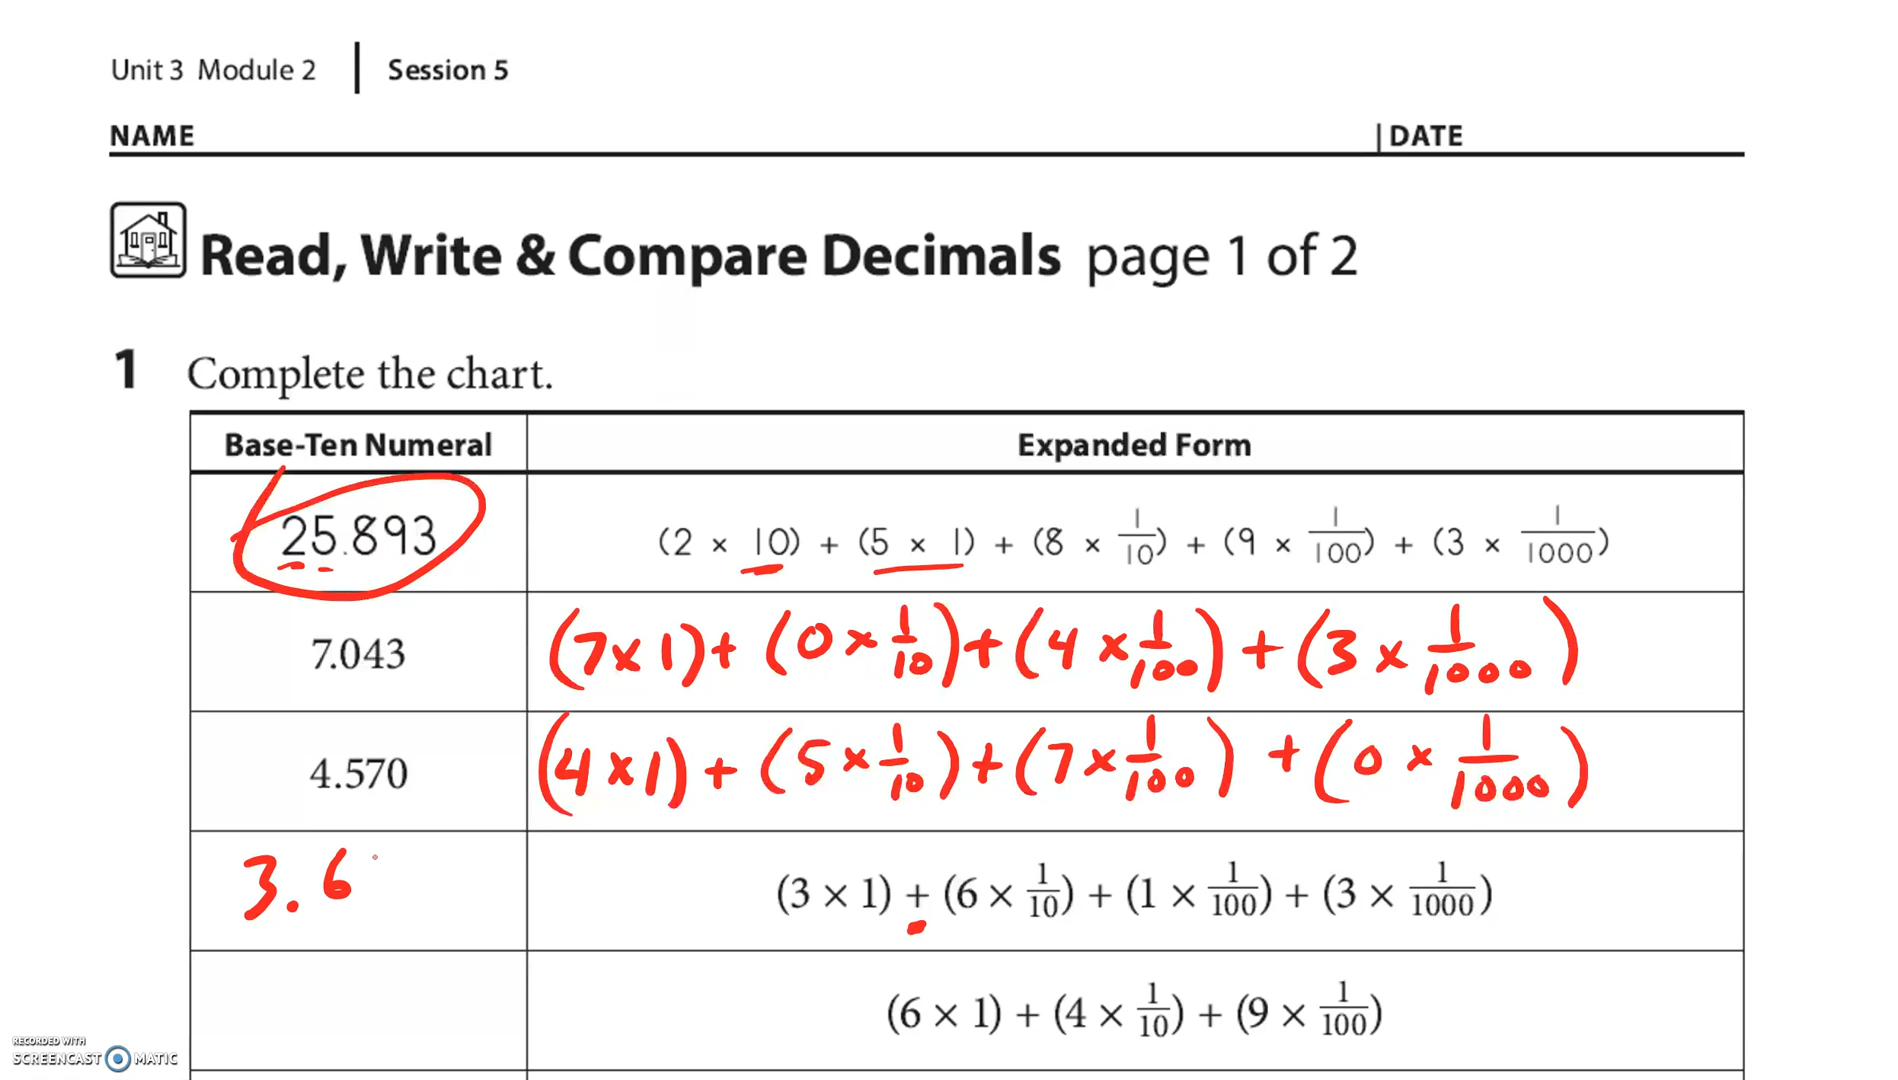 Unit 3 Module 2 | Session 5
NAME | DATE
Read, Write & Compare Decimals page 1 of 2
1 Complete the chart.
Base-Ten Numeral Expanded Form
25.893 (2 × 10) + (5 × 1) + (8 × 1/10) + (9 × 1/100) + (3 × 1/1000)
7.043 (7 × 1) + (0 × 1/10) + (4 × 1/100) + (3 × 1/1000)
4.570 (4 × 1) + (5 × 1/10) + (7 × 1/100) + (0 × 1/1000)
3.6 (3 × 1) + (6 × 1/10) + (1 × 1/100) + (3 × 1/1000)
(6 × 1) + (4 × 1/10) + (9 × 1/100)
RECORDED WITH
SCREENCAST MATIC